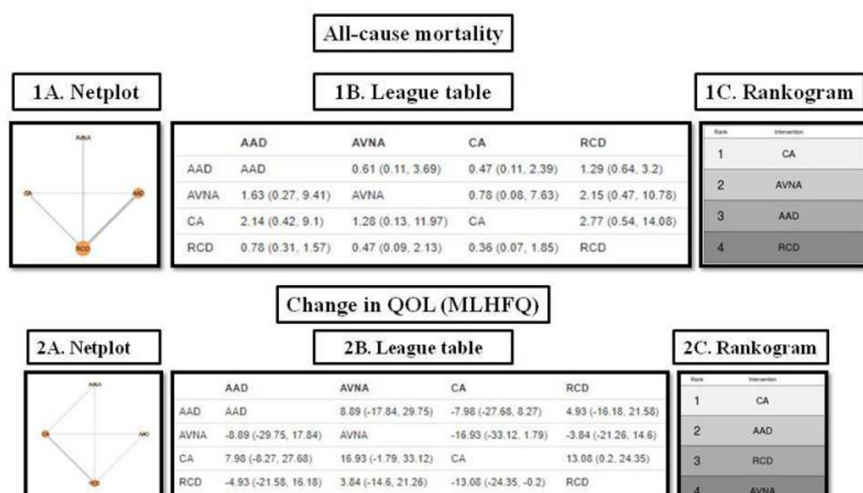 All-cause mortality
1A. Netplot
1B. League table
1C. Rankogram
AVNA
CA
AAD
RCD
AAD AVNA CA RCD
AAD AAD 0.61 (0.11, 3.69) 0.47 (0.11, 2.39) 1.29 (0.64, 3.2)
AVNA 1.63 (0.27, 9.41) AVNA 0.78 (0.08, 7.63) 2.15 (0.47, 10.78)
CA 2.14 (0.42, 9.1) 1.28 (0.13, 11.97) CA 2.77 (0.54, 14.08)
RCD 0.78 (0.31, 1.57) 0.47 (0.09, 2.13) 0.36 (0.07, 1.85) RCD
Rank Intervention
1 CA
2 AVNA
3 AAD
4 RCD
Change in QOL (MLHFQ)
2A. Netplot
2B. League table
2C. Rankogram
AVNA
CA
AAD
RCD
AAD AVNA CA RCD
AAD AAD 8.89 (-17.84, 29.75) -7.98 (-27.68, 8.27) 4.93 (-16.18, 21.58)
AVNA -8.89 (-29.75, 17.84) AVNA -16.93 (-33.12, 1.79) -3.84 (-21.26, 14.6)
CA 7.98 (-8.27, 27.68) 16.93 (-1.79, 33.12) CA 13.08 (0.2, 24.35)
RCD -4.93 (-21.58, 16.18) 3.84 (-14.6, 21.26) -13.08 (-24.35, -0.2) RCD
Rank Intervention
1 CA
2 AAD
3 RCD
4 AVNA